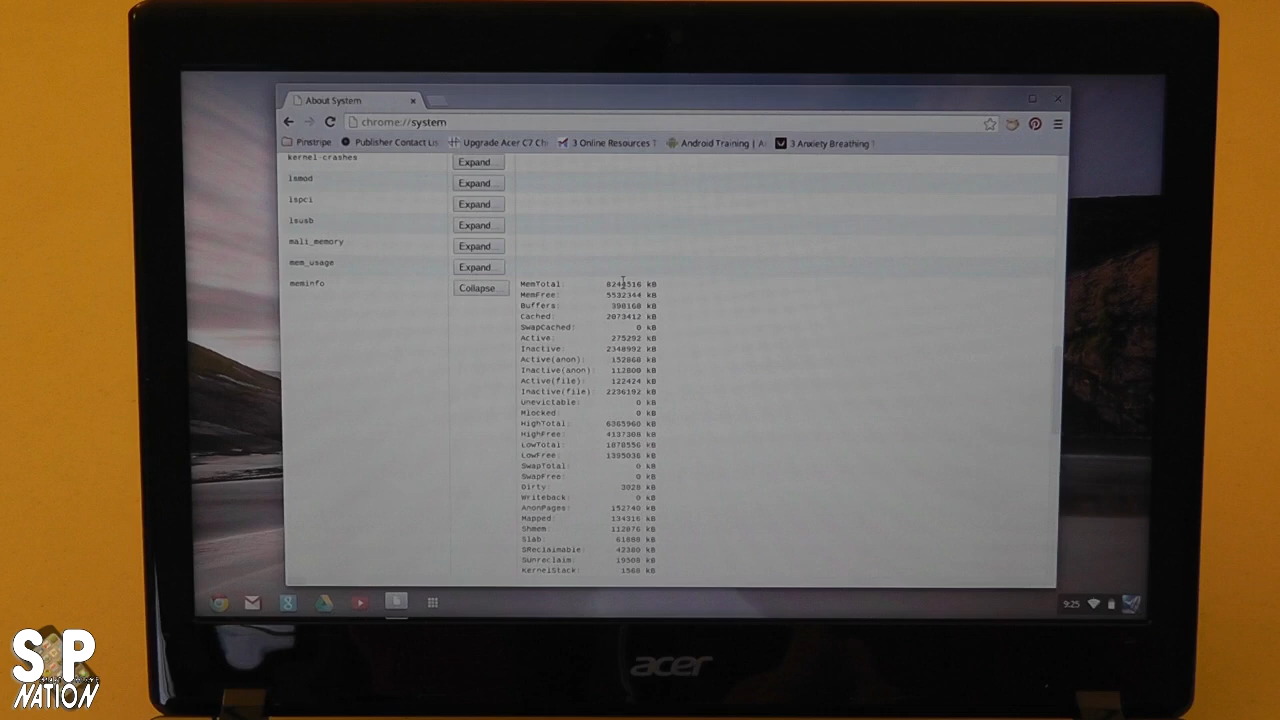 About System
chrome://system
Pinstripe
Publisher Contact Lis
Upgrade Acer C7 Ch
3 Online Resources T
Android Training | A
3 Anxiety Breathing T
kernel-crashes Expand...
lsmod Expand...
lspci Expand...
lsusb Expand...
mali_memory Expand...
mem_usage Expand...
meminfo Collapse...
MemTotal: kB
MemFree: 5532344 kB
Buffers: 390160 kB
Cached: 2073412 kB
SwapCached: 0 kB
Active: 275292 kB
Inactive: 2348992 kB
Active(anon): 152868 kB
Inactive(anon): 112800 kB
Active(file): 122424 kB
Inactive(file): 2236192 kB
Unevictable: 0 kB
Mlocked: 0 kB
HighTotal: 6365960 kB
HighFree: 4137308 kB
LowTotal: 1878556 kB
LowFree: 1395036 kB
SwapTotal: 0 kB
SwapFree: 0 kB
Dirty: 3028 kB
Writeback: 0 kB
AnonPages: 152740 kB
Mapped: 134316 kB
Shmem: 112876 kB
Slab: 61888 kB
SReclaimable: 42380 kB
SUnreclaim: 19508 kB
KernelStack: 1568 kB
9:25
acer
SP
NATION